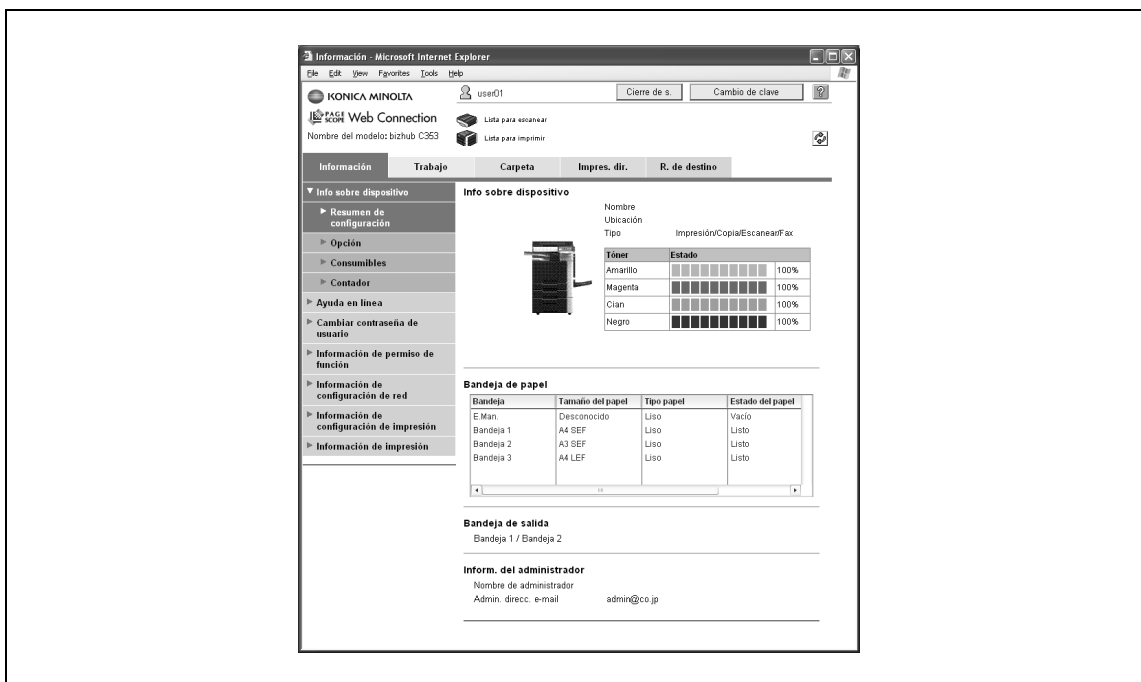 Información - Microsoft Internet Explorer
File Edit View Favorites Tools Help
KONICA MINOLTA
user01
Cierre de s.
Cambio de clave
?
PAGE SCOPE Web Connection
Lista para escanear
Nombre del modelo: bizhub C353
Lista para imprimir
Información Trabajo Carpeta Impres. dir. R. de destino
Info sobre dispositivo
Resumen de
configuración
Opción
Consumibles
Contador
Ayuda en línea
Cambiar contraseña de
usuario
Información de permiso de
función
Información de
configuración de red
Información de
configuración de impresión
Información de impresión
Info sobre dispositivo
Nombre
Ubicación
Tipo Impresión/Copia/Escanear/Fax
Tóner Estado
Amarillo 100%
Magenta 100%
Cian 100%
Negro 100%
Bandeja de papel
Bandeja Tamaño del papel Tipo papel Estado del papel
E.Man. Desconocido Liso Vacío
Bandeja 1 A4 SEF Liso Listo
Bandeja 2 A3 SEF Liso Listo
Bandeja 3 A4 LEF Liso Listo
Bandeja de salida
Bandeja 1 / Bandeja 2
Inform. del administrador
Nombre de administrador
Admin. direcc. e-mail admin@co.jp